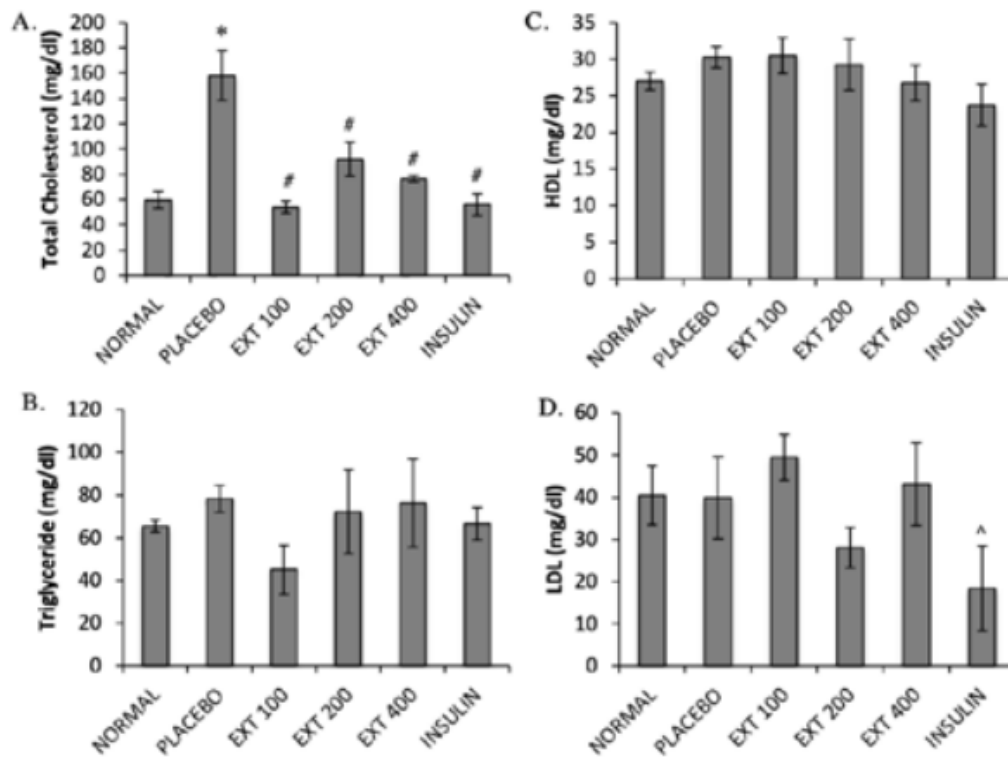 A.
Total Cholesterol (mg/dl)
200
180
160
140
120
100
80
60
40
20
0
*
#
#
#
#
NORMAL
PLACEBO
EXT 100
EXT 200
EXT 400
INSULIN
C.
HDL (mg/dl)
35
30
25
20
15
10
5
0
NORMAL
PLACEBO
EXT 100
EXT 200
EXT 400
INSULIN
B.
Triglyceride (mg/dl)
120
100
80
60
40
20
0
NORMAL
PLACEBO
EXT 100
EXT 200
EXT 400
INSULIN
D.
LDL (mg/dl)
60
50
40
30
20
10
0
^
NORMAL
PLACEBO
EXT 100
EXT 200
EXT 400
INSULIN